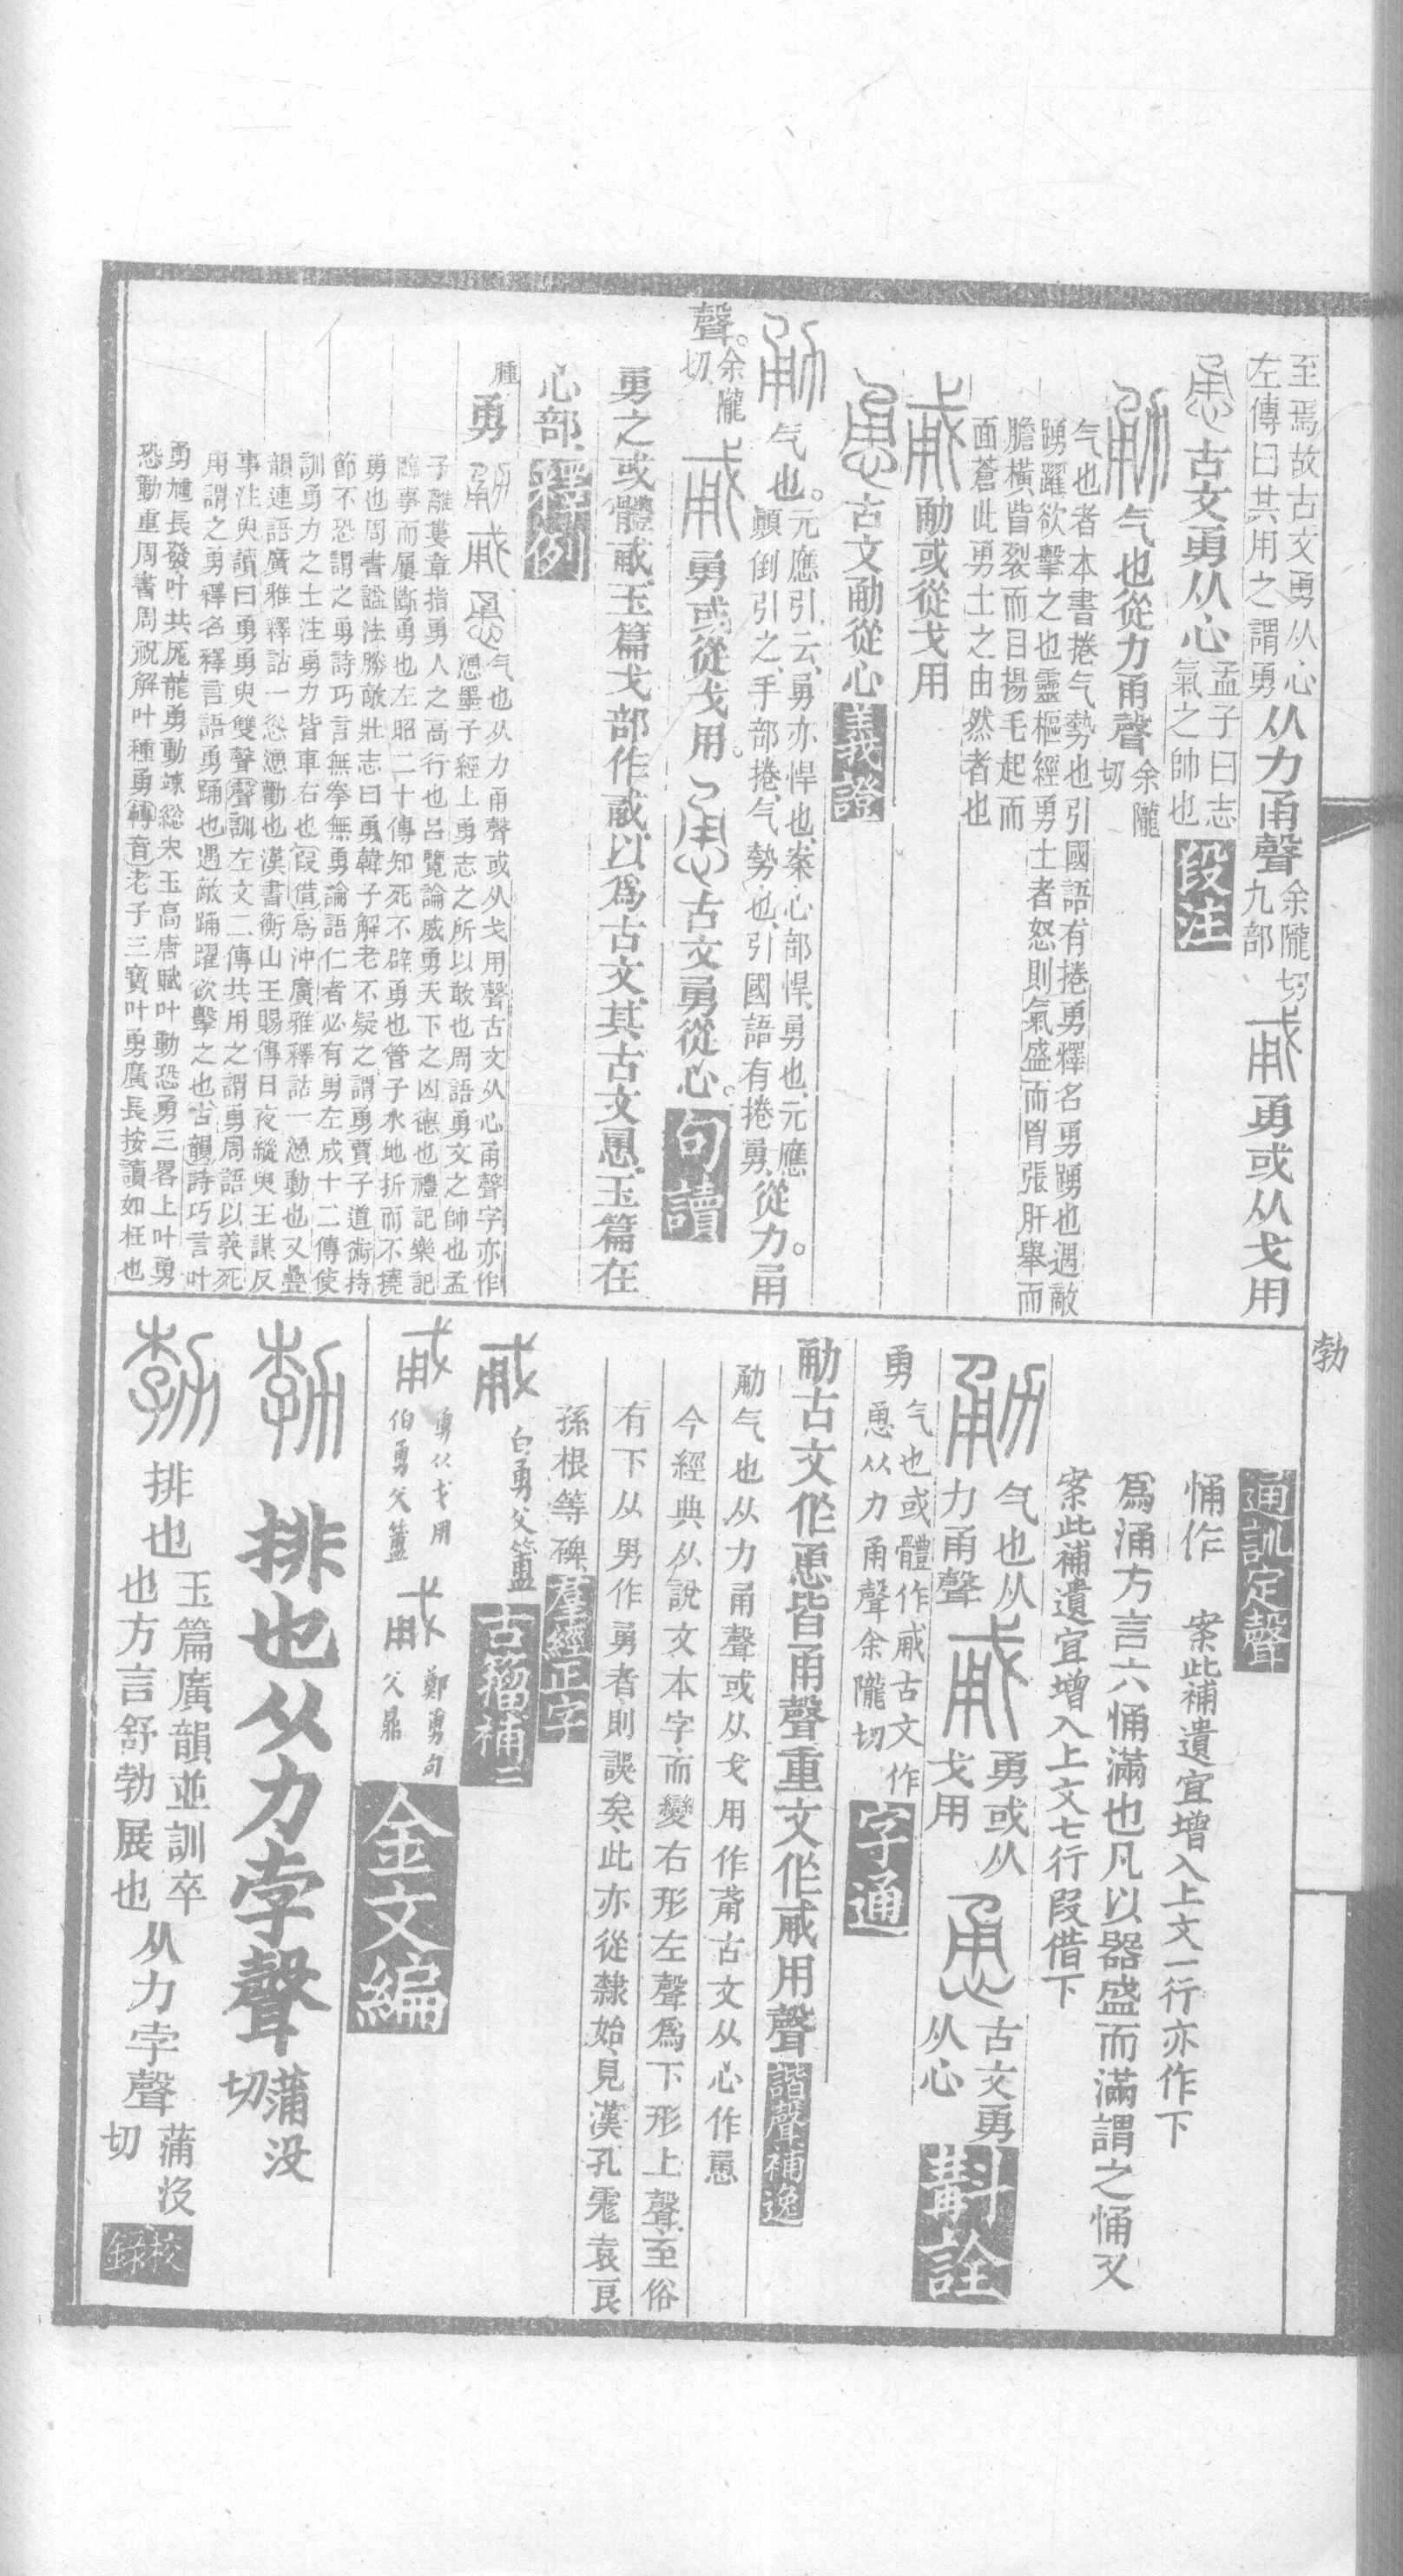 至焉故古文勇从心
左傳曰其用之謂勇
从力甬聲
余隴切
九部
勇或从戈用
古文勇从心
孟子曰志
氣之帥也
段注
气也從力甬聲
余隴
切
气也者本書捲气勢也引國語有捲勇釋名勇踴也遇敵
踴躍欲擊之也靈樞經勇士者怒則氣盛而胷張肝舉而
膽橫眥裂而目揚毛起而
面蒼此勇士之由然者也
勈或從戈用
古文勈從心
義證
气也。
元應引云、勇亦悍也、案心部悍、勇也、元應
顛倒引之、手部捲、气勢也、引國語有捲勇、
從力。甬
聲。
余隴
切、
勇或從戈用。
古文勇從心。
句讀
勇之或體㦷、玉篇戈部作㦷、以爲古文、其古文恿、玉篇在
心部、
釋例
勇
气也从力甬聲或从戈用聲古文从心甬聲字亦作
慂墨子經上勇志之所以敢也周語勇文之帥也孟
子離婁章指勇人之高行也呂覽論威勇天下之凶德也禮記樂記
臨事而屢斷勇也左昭二十傳知死不辟勇也管子水地折而不撓
勇也周書諡法勝敵壯志曰勇韓子解老不疑之謂勇賈子道術持
節不恐謂之勇詩巧言無拳無勇論語仁者必有勇左成十二傳使
訓勇力之士注勇力皆車右也叚借爲沖廣雅釋詁一慂動也又疊
韻連語廣雅釋詁一慫慂勸也漢書衡山王賜傳日夜縱臾王謀反
事注臾讀曰勇勇臾雙聲聲訓左文二傳共用之謂勇周語以義死
用謂之勇釋名釋言語勇踊也遇敵踊躍欲擊之也古韻詩巧言叶
勇尰長發叶共厖龍勇動竦總宋玉高唐賦叶動恐勇三畧上叶勇
恐動重周書周祝解叶種勇轉音老子三寶叶勇廣長按讀如枉也
勃
通訓定聲
悀作　案此補遺宜增入上文一行亦作下
爲涌方言六悀滿也凡以器盛而滿謂之悀又
案此補遺宜增入上文七行叚借下
气也从
力甬聲
勇或从
戈用
古文勇
从心
斠詮
勇
气也或體作㦷古文作
恿从力甬聲余隴切
字通
勈古文作恿皆甬聲重文作㦷用聲
諧聲補逸
勈气也从力甬聲或从戈用作㦷古文从心作恿
今經典从說文本字、而變右形左聲爲下形上聲、至俗
有下从男作勇者、則誤矣、此亦從隸始、見漢孔宙袁良
孫根等碑
羣經正字
白勇父簠
古籀補二
勇从戈用
伯勇父簠
鄭勇句
父鼎
金文編
排也从力孛聲
蒲没
切
排也
玉篇廣韻並訓卒
也方言舒勃展也
从力孛聲
蒲没
切
校錄